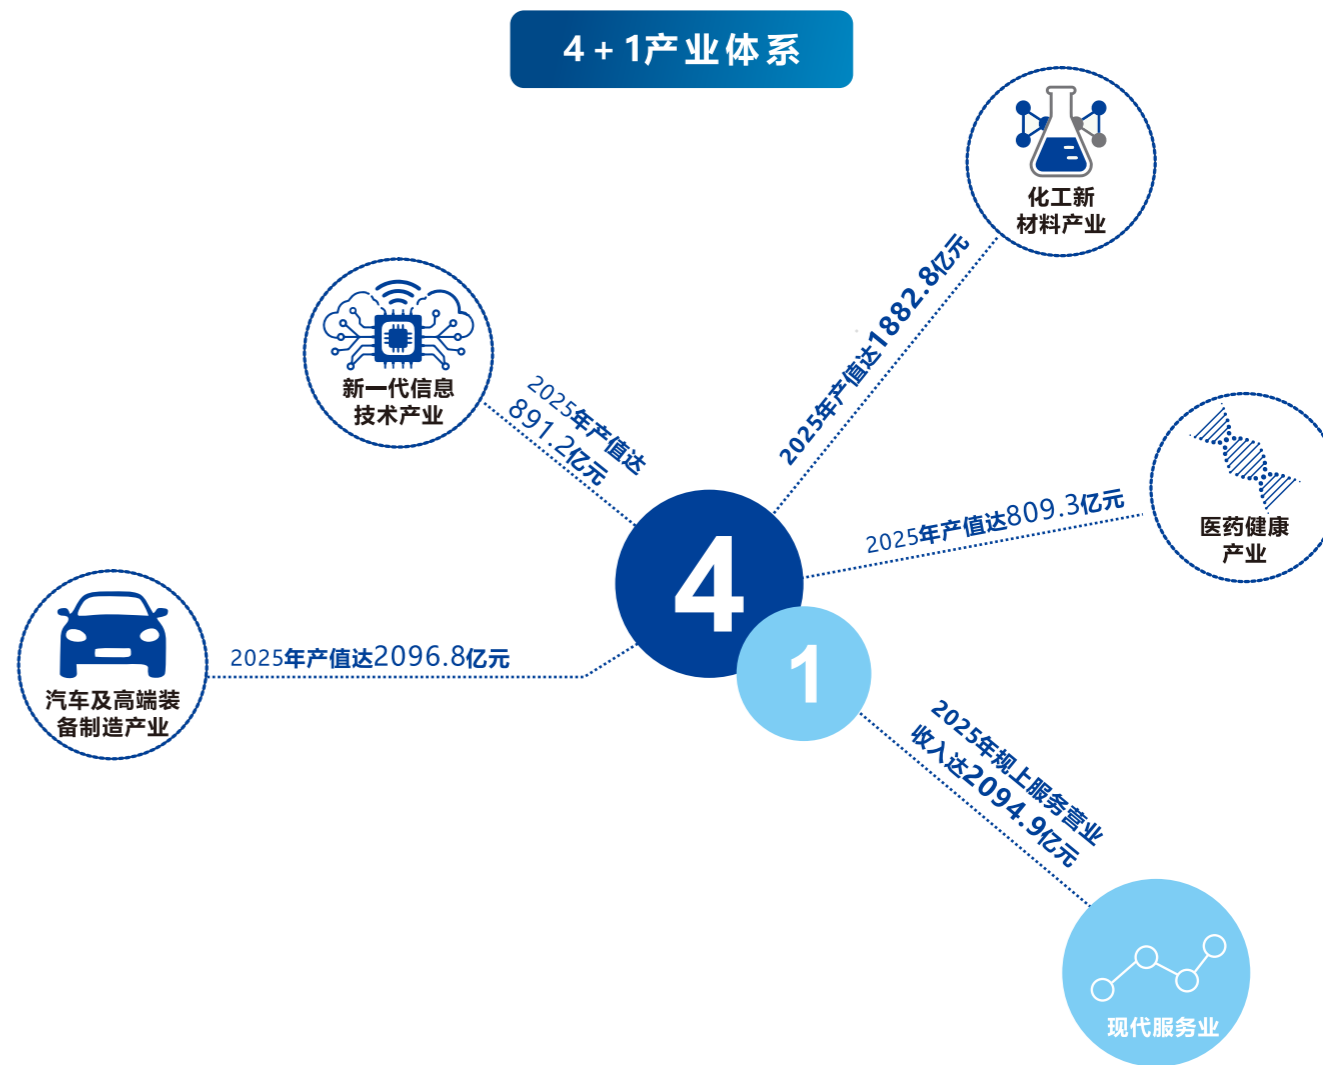 4+1产业体系
化工新
材料产业
2025年产值达1882.8亿元
新一代信息
技术产业
2025年产值达
891.2亿元
医药健康
产业
2025年产值达809.3亿元
4
1
汽车及高端装
备制造产业
2025年产值达2096.8亿元
2025年规上服务营业
收入达2094.9亿元
现代服务业